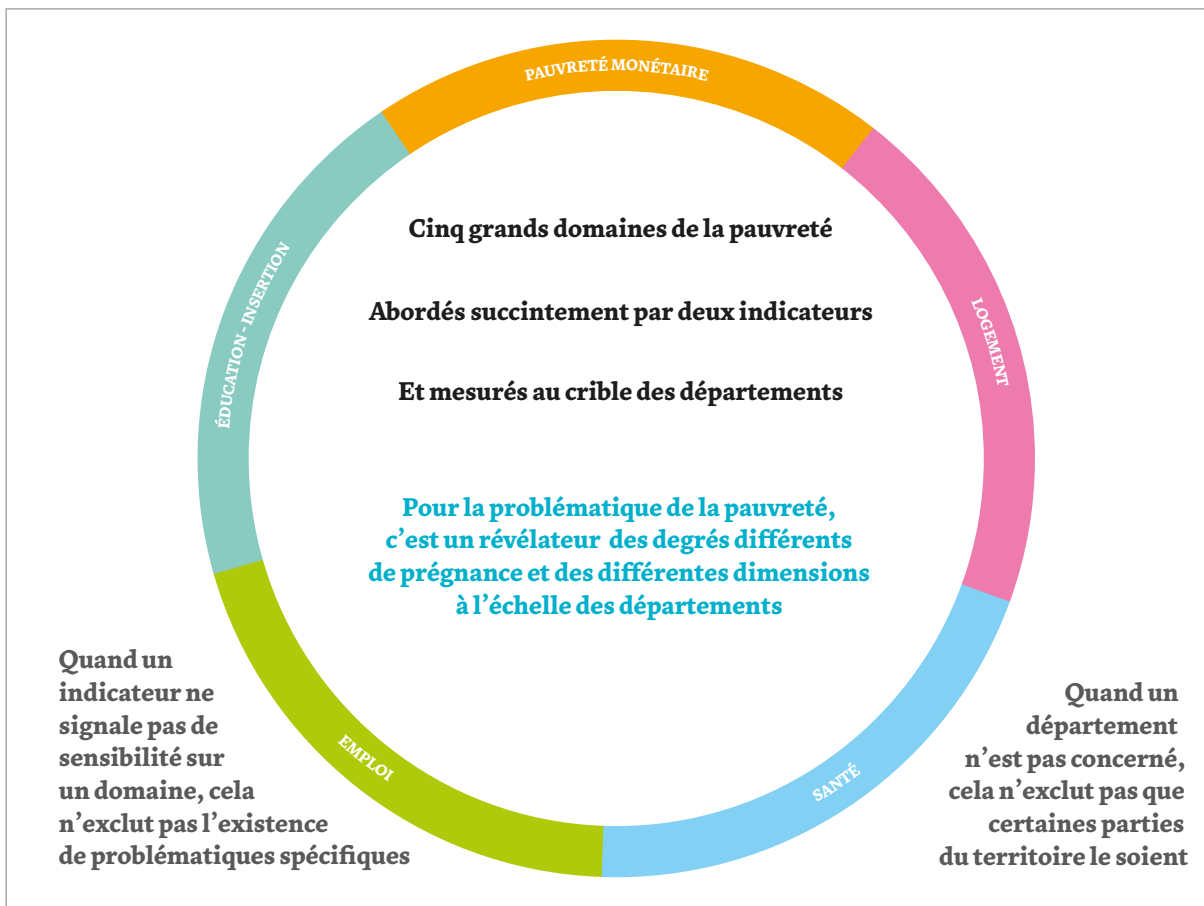 PAUVRETÉ MONÉTAIRE
ÉDUCATION - INSERTION
LOGEMENT
Cinq grands domaines de la pauvreté
Abordés succintement par deux indicateurs
Et mesurés au crible des départements
Pour la problématique de la pauvreté,
c’est un révélateur des degrés différents
de prégnance et des différentes dimensions
à l’échelle des départements
EMPLOI
SANTÉ
Quand un
indicateur ne
signale pas de
sensibilité sur
un domaine, cela
n’exclut pas l’existence
de problématiques spécifiques
Quand un
département
n’est pas concerné,
cela n’exclut pas que
certaines parties
du territoire le soient